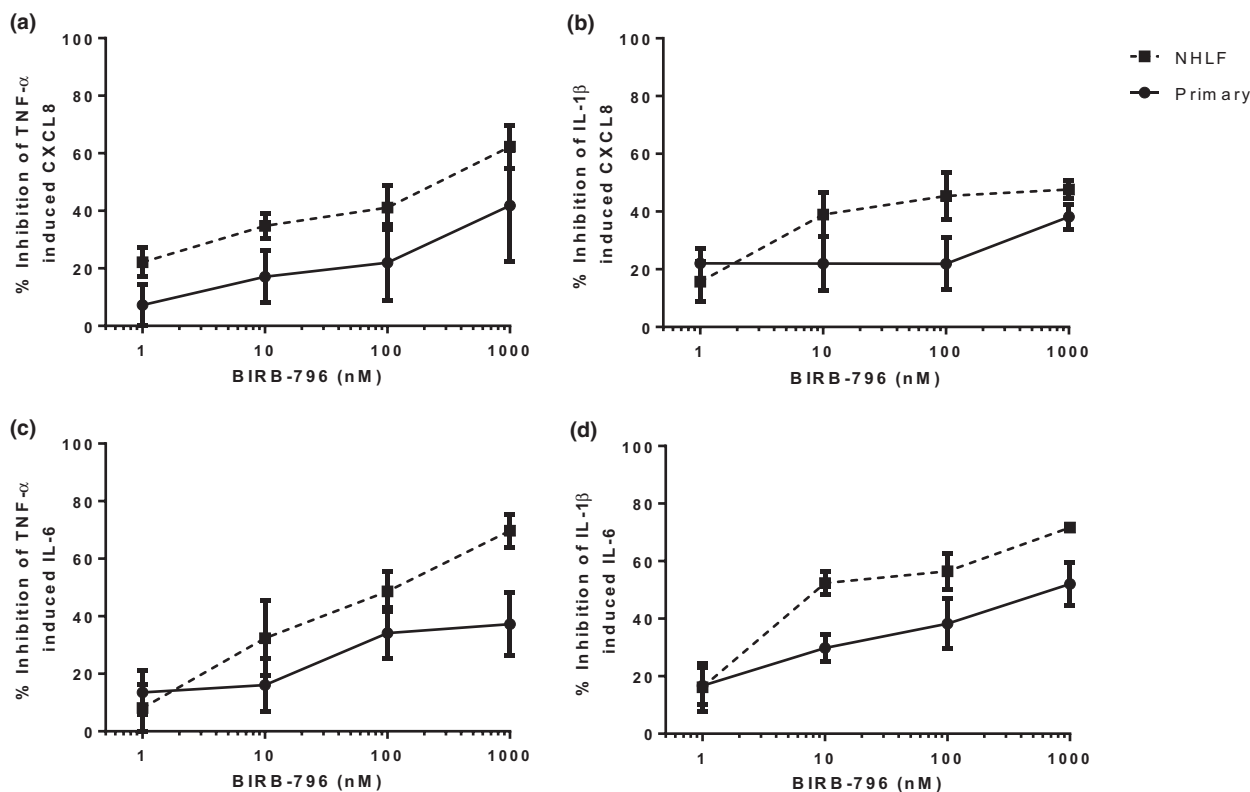 (a)
% Inhibition of TNF-α
induced CXCL8
100
80
60
40
20
0
1 10 100 1000
BIRB-796 (nM)
(b)
% Inhibition of IL-1β
induced CXCL8
100
80
60
40
20
0
1 10 100 1000
BIRB-796 (nM)
NHLF
Primary
(c)
% Inhibition of TNF-α
induced IL-6
100
80
60
40
20
0
1 10 100 1000
BIRB-796 (nM)
(d)
% Inhibition of IL-1β
induced IL-6
100
80
60
40
20
0
1 10 100 1000
BIRB-796 (nM)